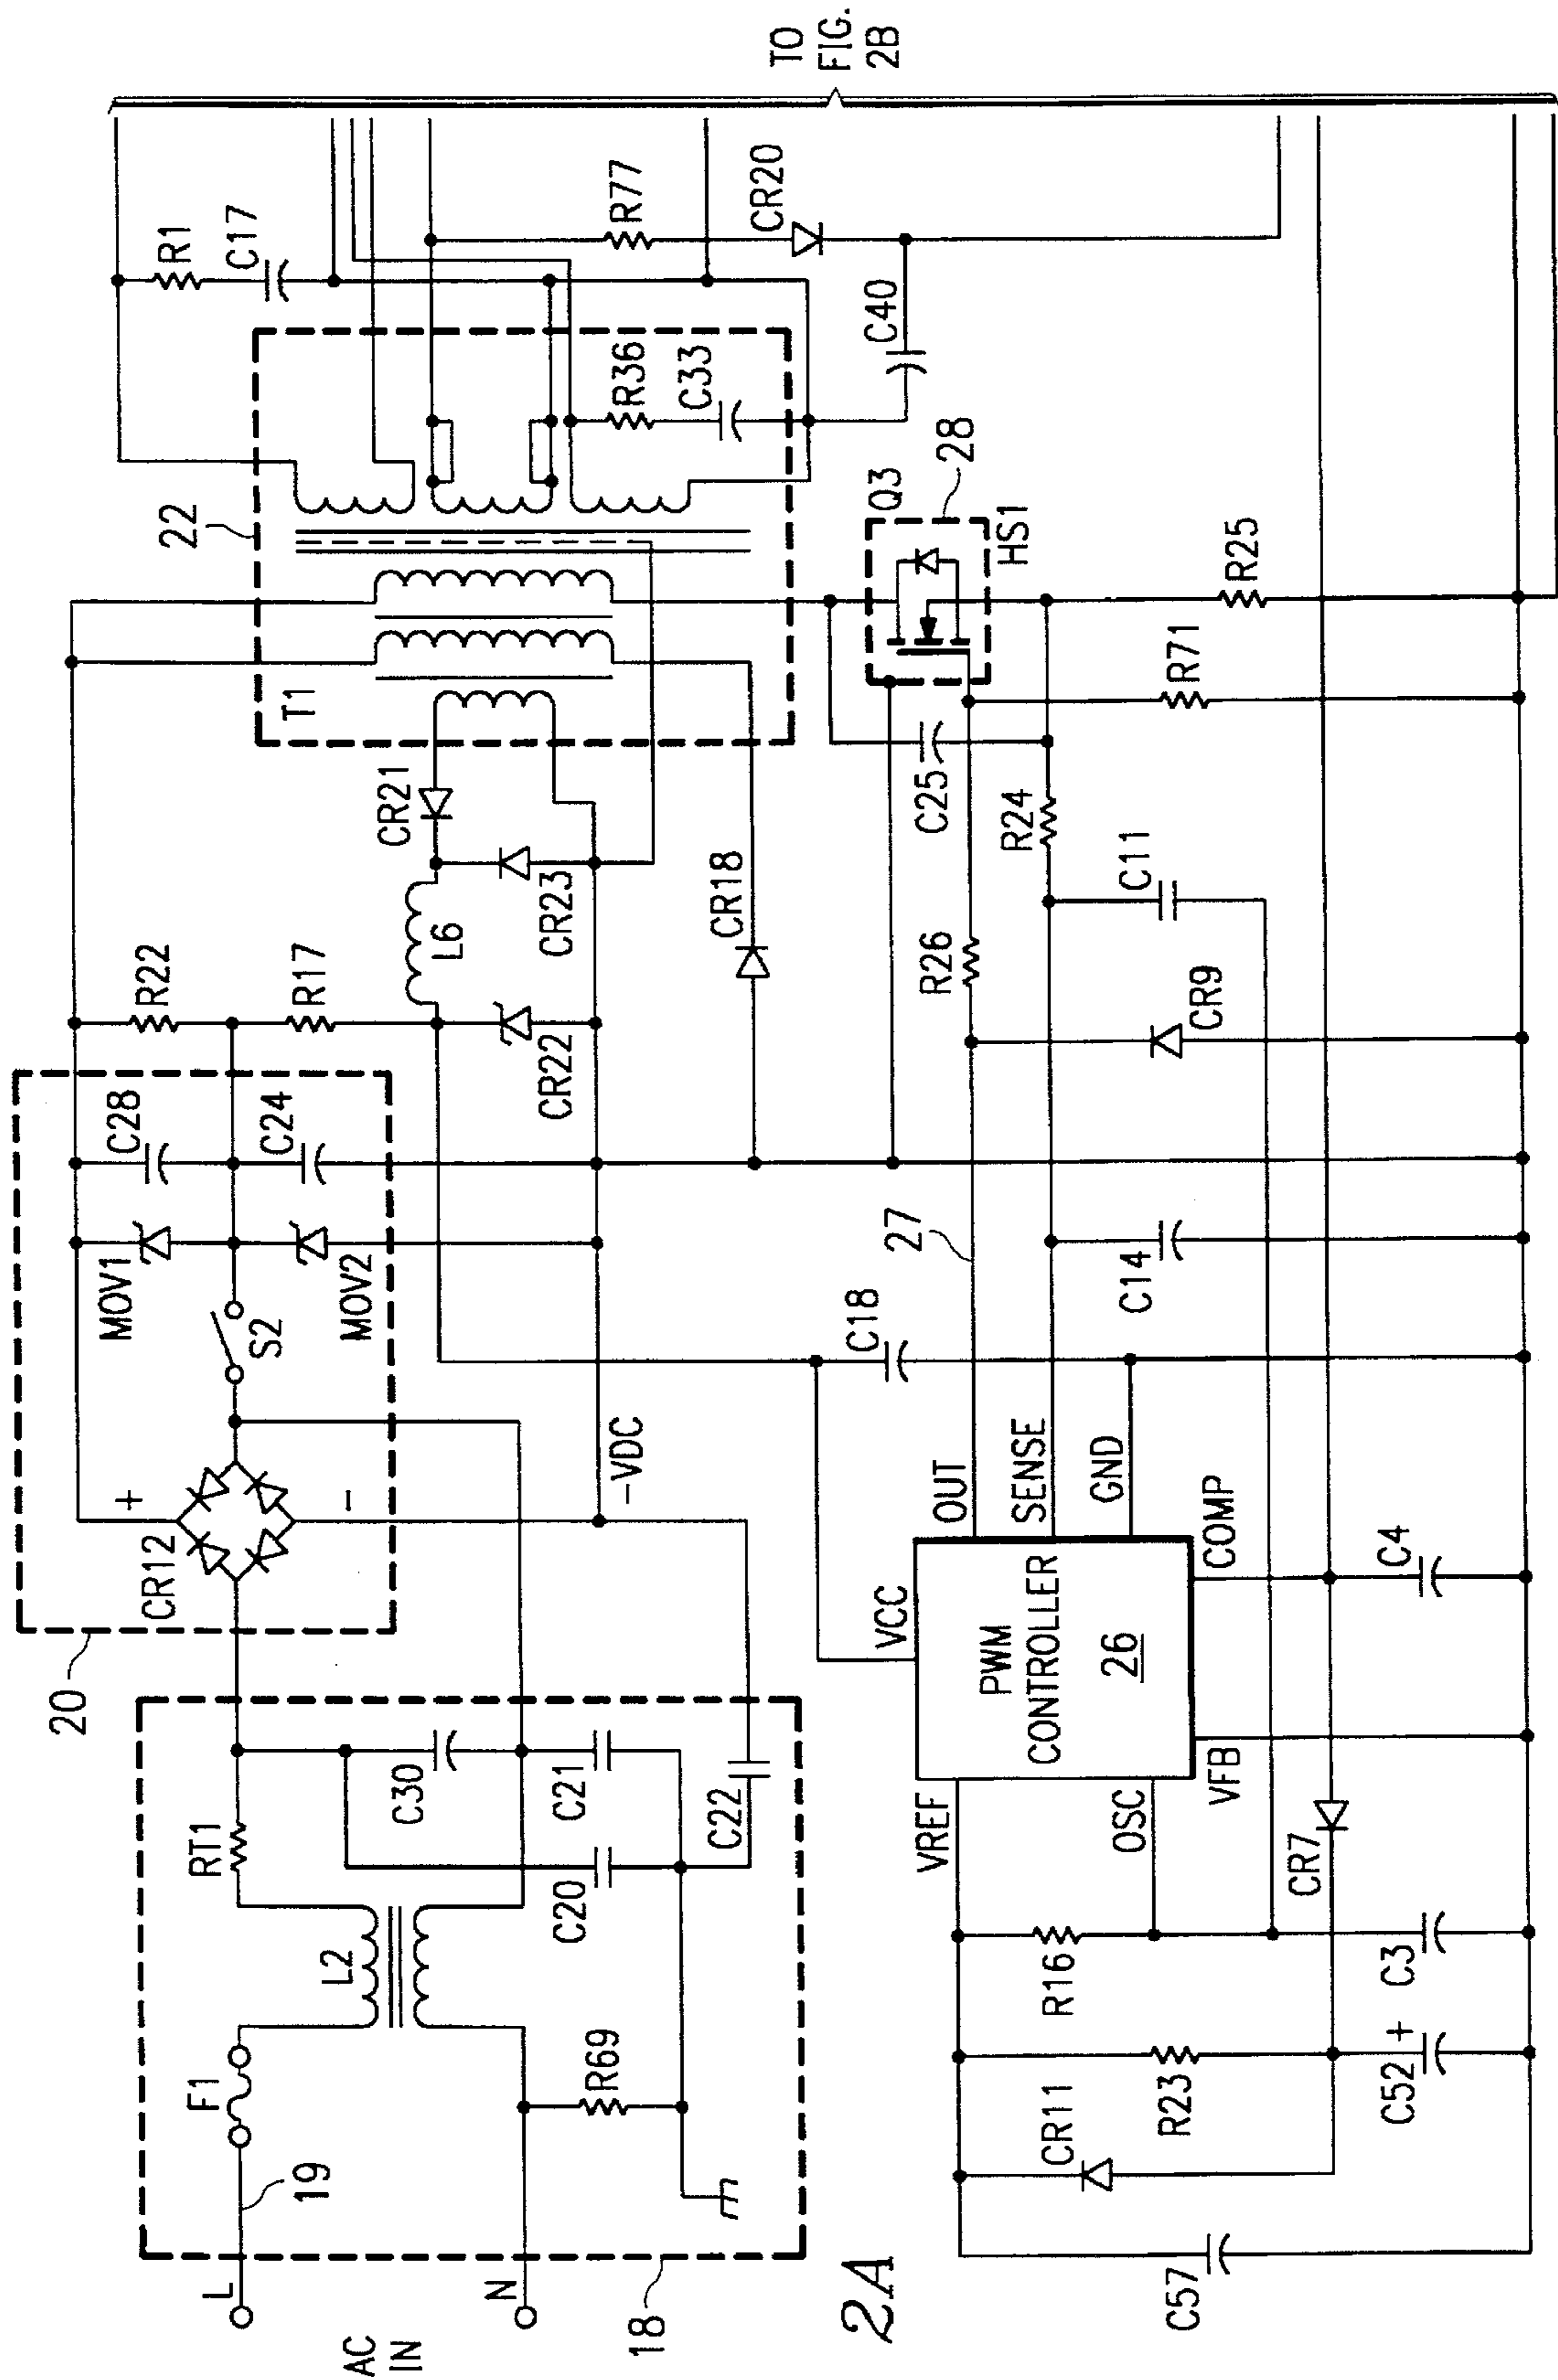 AC
IN
L
N
19
F1
L2
RT1
R69
C20
C21
C30
C22
18
20
CR12
+
-
-VDC
S2
MOV1
MOV2
C28
C24
R22
R17
CR22
L6
CR23
CR21
CR18
T1
22
R1
C17
R36
C33
R77
CR20
C40
TO
FIG.
2B
Q3
28
HS1
C25
R24
R26
R71
R25
C11
CR9
27
C14
C18
OUT
SENSE
GND
VCC
COMP
PWM
CONTROLLER
26
VREF
OSC
VFB
C4
CR7
R16
C3
R23
C52
+
CR11
C57
2A